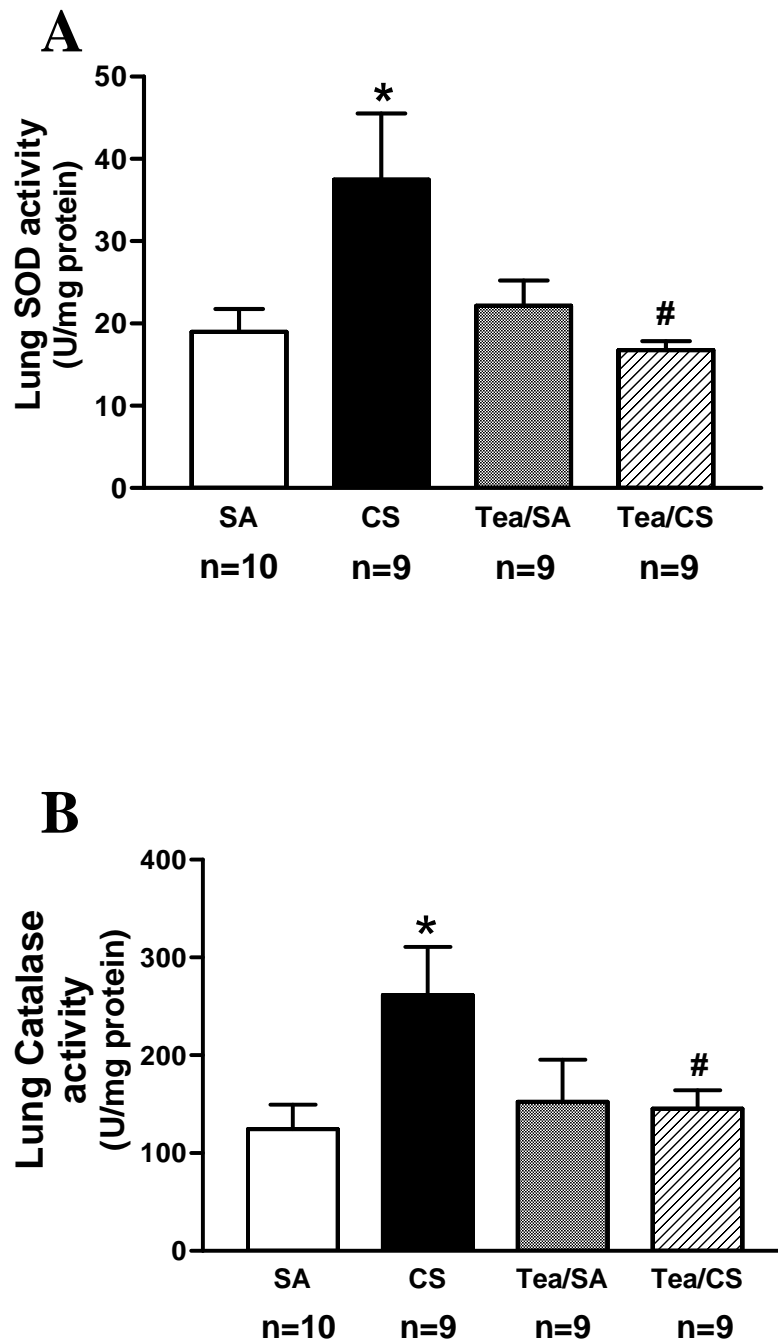 A
Lung SOD activity
(U/mg protein)
50
40
30
20
10
0
*
#
SA CS Tea/SA Tea/CS
n=10 n=9 n=9 n=9
B
Lung Catalase
activity
(U/mg protein)
400
300
200
100
0
*
#
SA CS Tea/SA Tea/CS
n=10 n=9 n=9 n=9